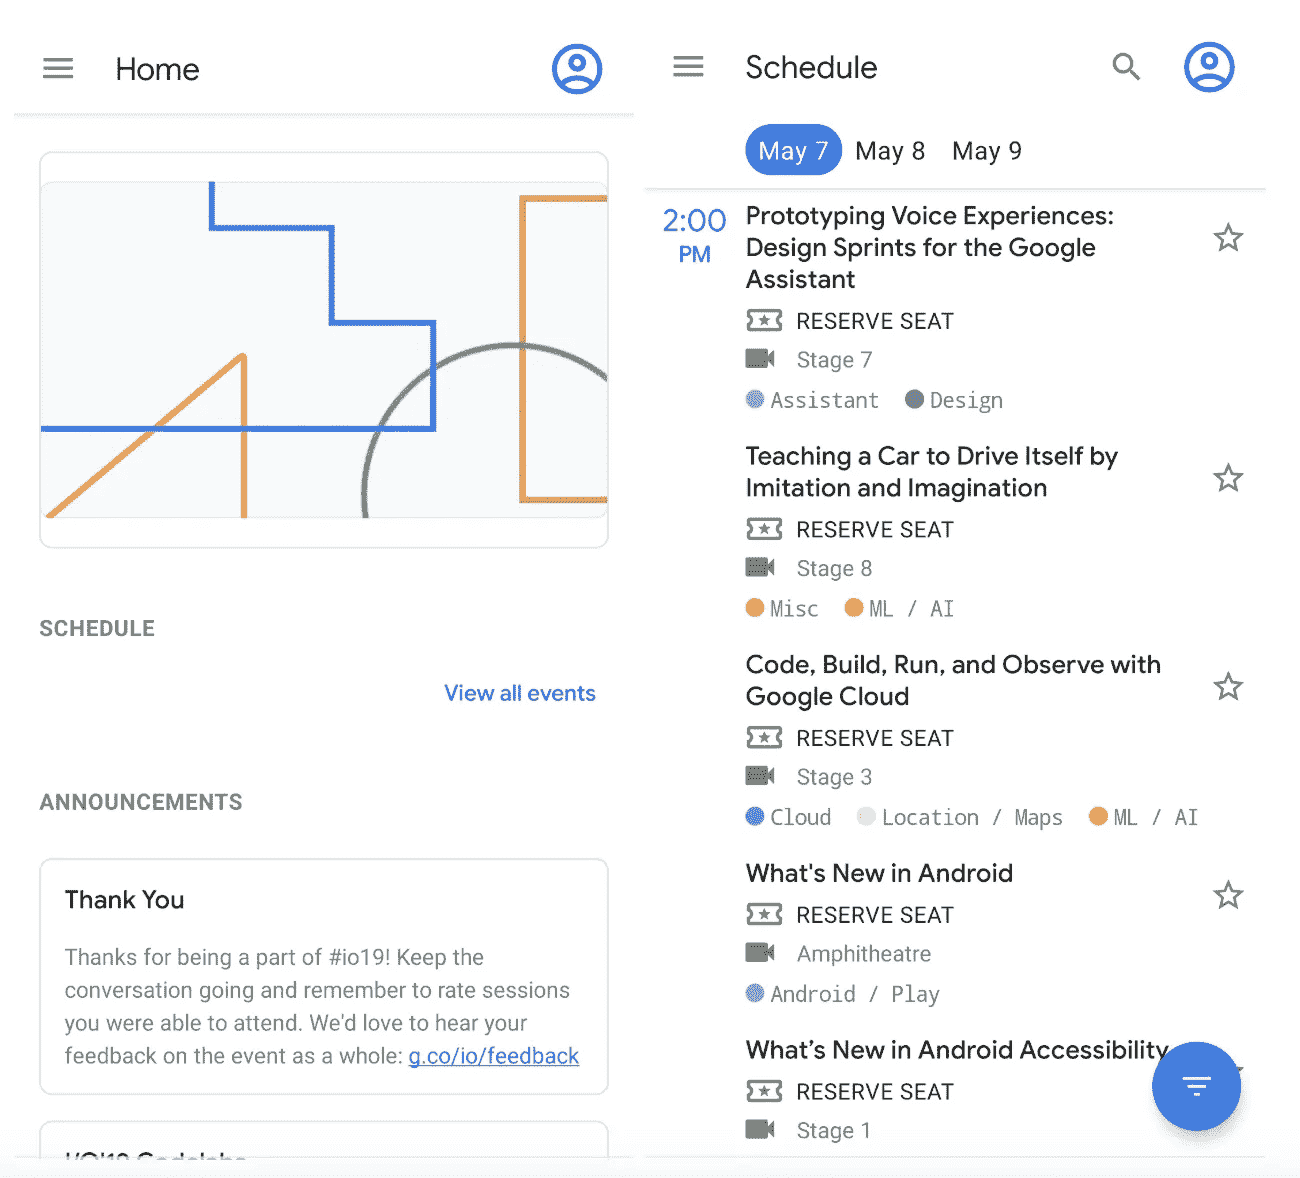 Home
SCHEDULE
View all events
ANNOUNCEMENTS
Thank You
Thanks for being a part of #io19! Keep the
conversation going and remember to rate sessions
you were able to attend. We'd love to hear your
feedback on the event as a whole: g.co/io/feedback
I/O'19 Codelabs
Schedule
May 7 May 8 May 9
2:00
PM
Prototyping Voice Experiences:
Design Sprints for the Google
Assistant
RESERVE SEAT
Stage 7
Assistant Design
Teaching a Car to Drive Itself by
Imitation and Imagination
RESERVE SEAT
Stage 8
Misc ML / AI
Code, Build, Run, and Observe with
Google Cloud
RESERVE SEAT
Stage 3
Cloud Location / Maps ML / AI
What's New in Android
RESERVE SEAT
Amphitheatre
Android / Play
What’s New in Android Accessibility
RESERVE SEAT
Stage 1